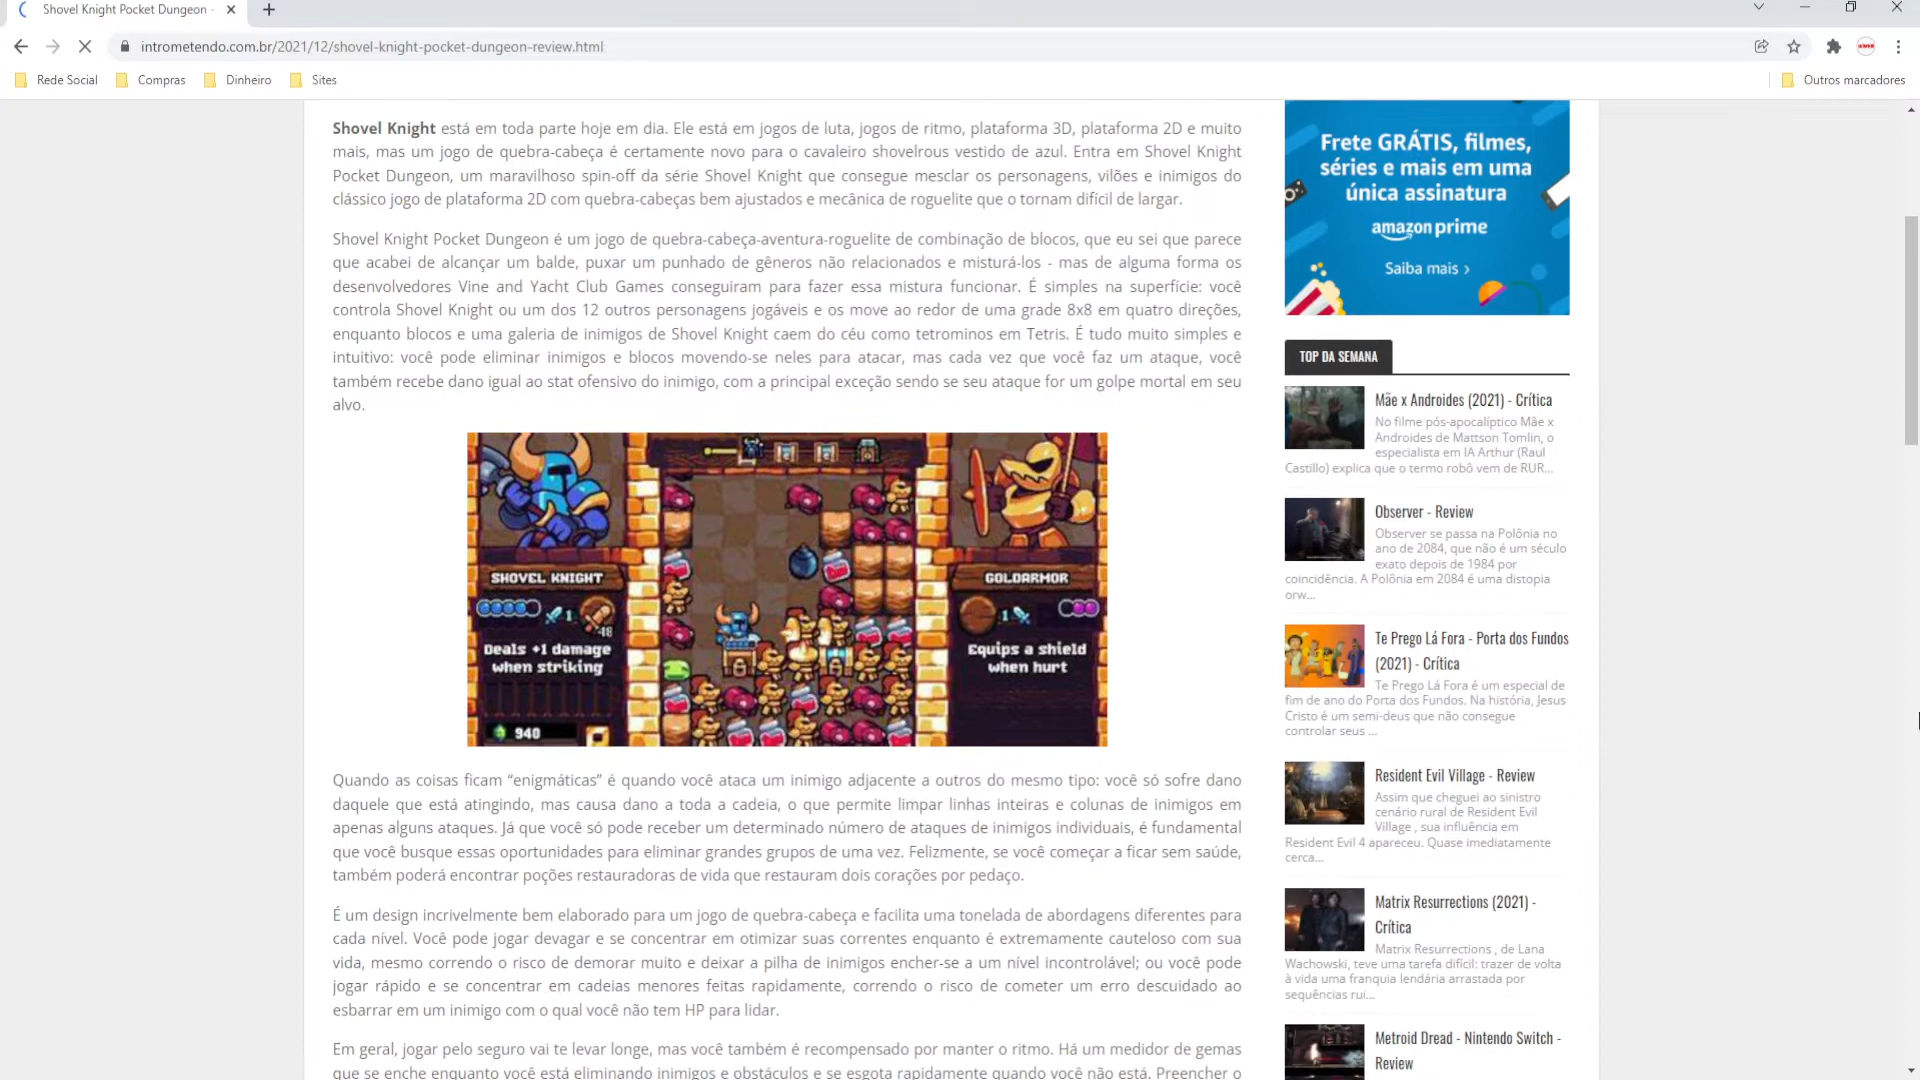 Shovel Knight Pocket Dungeon -
intrometendo.com.br/2021/12/shovel-knight-pocket-dungeon-review.html
Rede Social
Compras
Dinheiro
Sites
Outros marcadores
Shovel Knight está em toda parte hoje em dia. Ele está em jogos de luta, jogos de ritmo, plataforma 3D, plataforma 2D e muito
mais, mas um jogo de quebra-cabeça é certamente novo para o cavaleiro shovelrous vestido de azul. Entra em Shovel Knight
Pocket Dungeon, um maravilhoso spin-off da série Shovel Knight que consegue mesclar os personagens, vilões e inimigos do
clássico jogo de plataforma 2D com quebra-cabeças bem ajustados e mecânica de roguelite que o tornam difícil de largar.
Shovel Knight Pocket Dungeon é um jogo de quebra-cabeça-aventura-roguelite de combinação de blocos, que eu sei que parece
que acabei de alcançar um balde, puxar um punhado de gêneros não relacionados e misturá-los - mas de alguma forma os
desenvolvedores Vine and Yacht Club Games conseguiram para fazer essa mistura funcionar. É simples na superfície: você
controla Shovel Knight ou um dos 12 outros personagens jogáveis e os move ao redor de uma grade 8x8 em quatro direções,
enquanto blocos e uma galeria de inimigos de Shovel Knight caem do céu como tetrominos em Tetris. É tudo muito simples e
intuitivo: você pode eliminar inimigos e blocos movendo-se neles para atacar, mas cada vez que você faz um ataque, você
também recebe dano igual ao stat ofensivo do inimigo, com a principal exceção sendo se seu ataque for um golpe mortal em seu
alvo.
SHOVEL KNIGHT
1
48
Deals +1 damage
when striking
940
GOLDARMOR
1
Equips a shield
when hurt
Quando as coisas ficam “enigmáticas” é quando você ataca um inimigo adjacente a outros do mesmo tipo: você só sofre dano
daquele que está atingindo, mas causa dano a toda a cadeia, o que permite limpar linhas inteiras e colunas de inimigos em
apenas alguns ataques. Já que você só pode receber um determinado número de ataques de inimigos individuais, é fundamental
que você busque essas oportunidades para eliminar grandes grupos de uma vez. Felizmente, se você começar a ficar sem saúde,
também poderá encontrar poções restauradoras de vida que restauram dois corações por pedaço.
É um design incrivelmente bem elaborado para um jogo de quebra-cabeça e facilita uma tonelada de abordagens diferentes para
cada nível. Você pode jogar devagar e se concentrar em otimizar suas correntes enquanto é extremamente cauteloso com sua
vida, mesmo correndo o risco de demorar muito e deixar a pilha de inimigos encher-se a um nível incontrolável; ou você pode
jogar rápido e se concentrar em cadeias menores feitas rapidamente, correndo o risco de cometer um erro descuidado ao
esbarrar em um inimigo com o qual você não tem HP para lidar.
Em geral, jogar pelo seguro vai te levar longe, mas você também é recompensado por manter o ritmo. Há um medidor de gemas
que se enche enquanto você está eliminando inimigos e obstáculos e se esgota rapidamente quando você não está. Preencher o
Frete GRÁTIS, filmes,
séries e mais em uma
única assinatura
amazon prime
Saiba mais ›
TOP DA SEMANA
Mãe x Androides (2021) - Crítica
No filme pós-apocalíptico Mãe x
Androides de Mattson Tomlin, o
especialista em IA Arthur (Raul
Castillo) explica que o termo robô vem de RUR...
Observer - Review
Observer se passa na Polônia no
ano de 2084, que não é um século
exato depois de 1984 por
coincidência. A Polônia em 2084 é uma distopia
orw...
Te Prego Lá Fora - Porta dos Fundos
(2021) - Crítica
Te Prego Lá Fora é um especial de
fim de ano do Porta dos Fundos. Na história, Jesus
Cristo é um semi-deus que não consegue
controlar seus ...
Resident Evil Village - Review
Assim que cheguei ao sinistro
cenário rural de Resident Evil
Village , sua influência em
Resident Evil 4 apareceu. Quase imediatamente
cerca...
Matrix Resurrections (2021) -
Crítica
Matrix Resurrections , de Lana
Wachowski, teve uma tarefa difícil: trazer de volta
à vida uma franquia lendária arrastada por
sequências rui...
Metroid Dread - Nintendo Switch -
Review